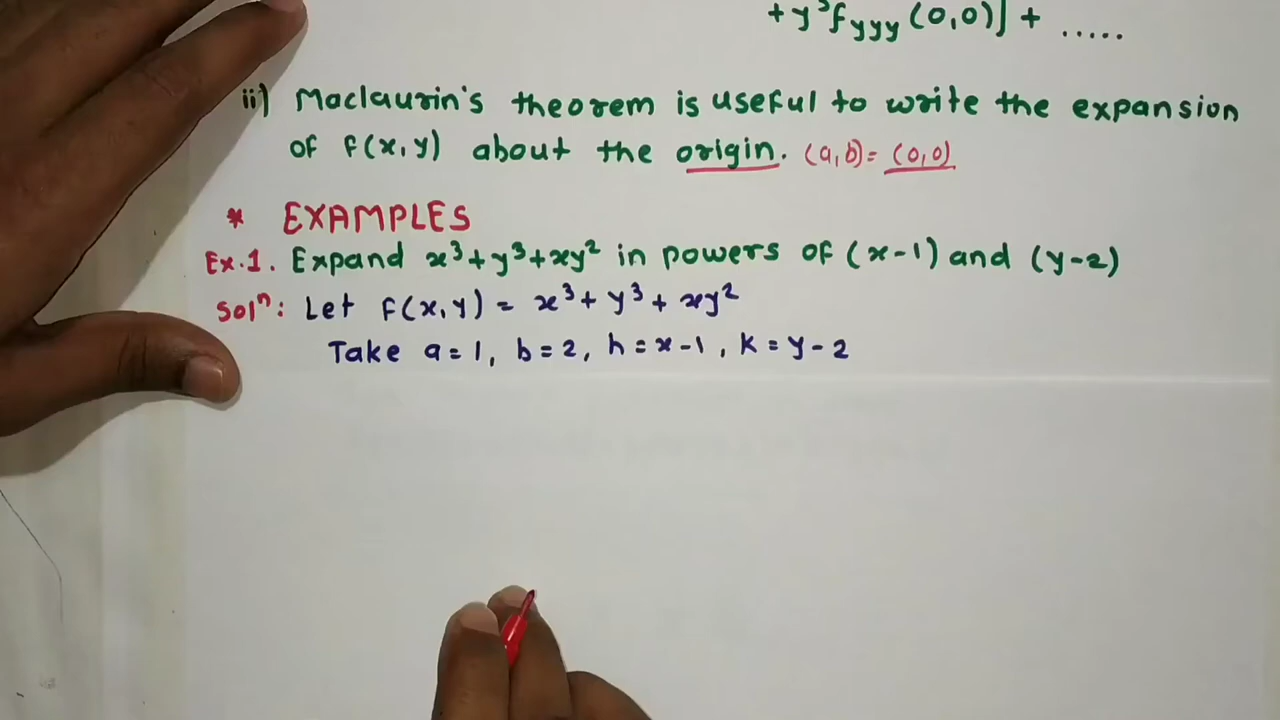 + y³fyyy (0,0)] + .....
ii) Maclaurin's theorem is useful to write the expansion
of f(x,y) about the origin. (a,b)= (0,0)
* EXAMPLES
Ex.1. Expand x³+y³+xy² in powers of (x-1) and (y-2)
Solⁿ: Let f(x,y) = x³+ y³ + xy²
Take a=1, b=2, h=x-1, k=y-2